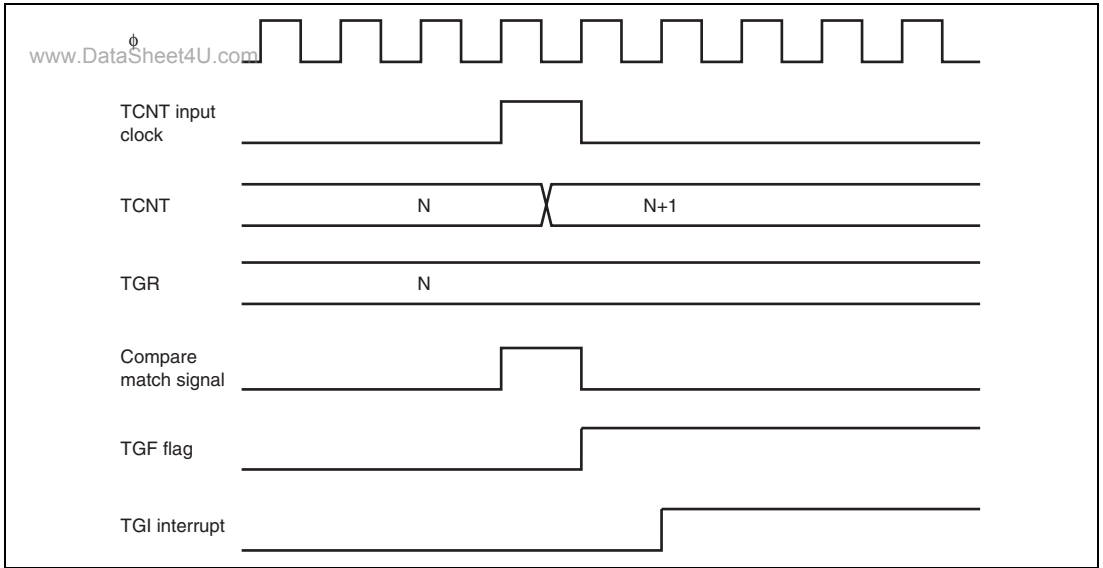 ϕ
www.DataSheet4U.com
TCNT input
clock
TCNT
N
N+1
TGR
N
Compare
match signal
TGF flag
TGI interrupt